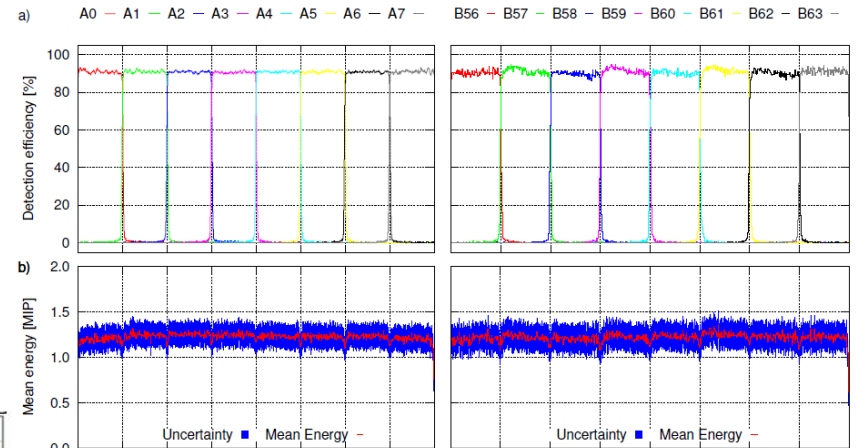 a) A0 A1 A2 A3 A4 A5 A6 A7 B56 B57 B58 B59 B60 B61 B62 B63
Detection efficiency [%]
100
80
60
40
20
0
b)
Mean energy [MIP]
2.0
1.5
1.0
0.5
0.0
Uncertainty Mean Energy Uncertainty Mean Energy